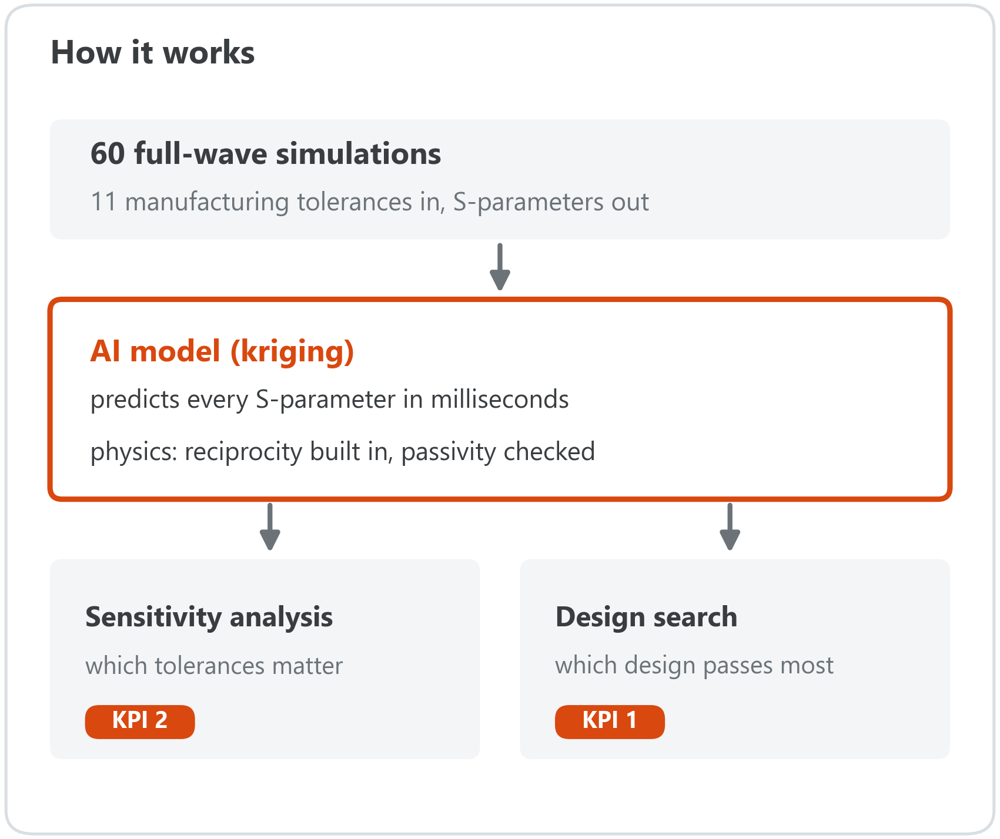 How it works
60 full-wave simulations
11 manufacturing tolerances in, S-parameters out
AI model (kriging)
predicts every S-parameter in milliseconds
physics: reciprocity built in, passivity checked
Sensitivity analysis
which tolerances matter
KPI 2
Design search
which design passes most
KPI 1